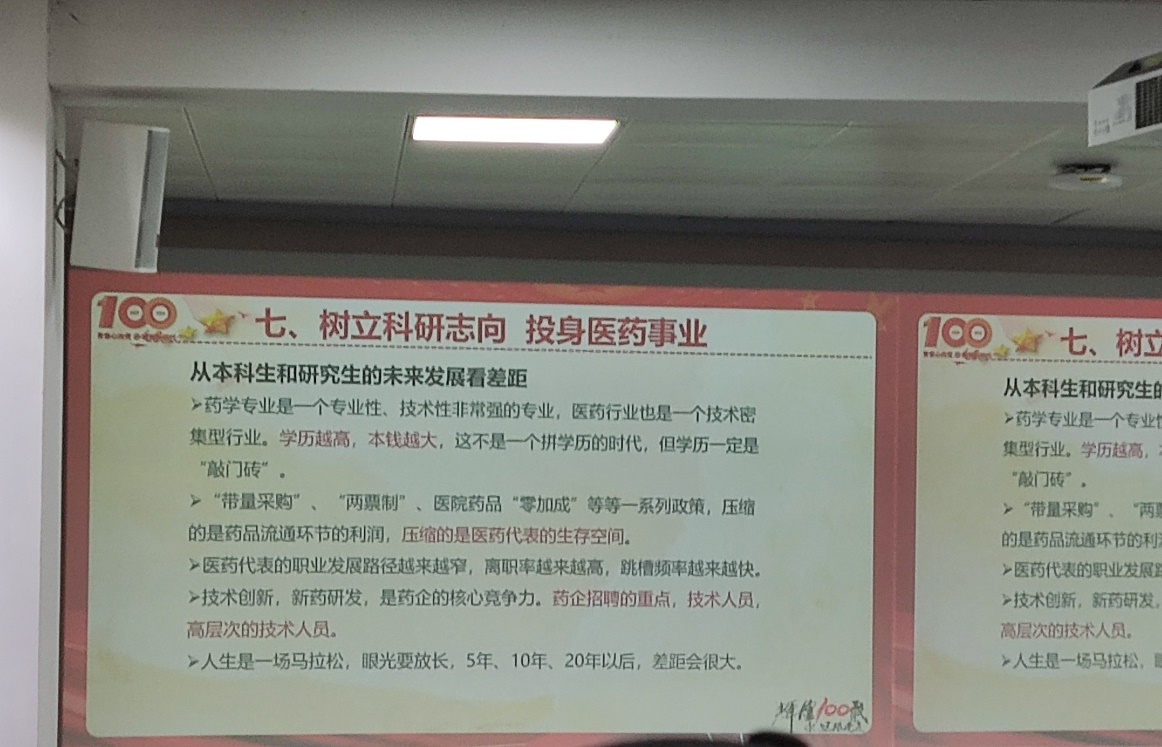 100
七、树立科研志向 投身医药事业
从本科生和研究生的未来发展看差距
➢药学专业是一个专业性、技术性非常强的专业，医药行业也是一个技术密
集型行业。学历越高，本钱越大，这不是一个拼学历的时代，但学历一定是
“敲门砖”。
➢“带量采购”、“两票制”、医院药品“零加成”等等一系列政策，压缩
的是药品流通环节的利润，压缩的是医药代表的生存空间。
➢医药代表的职业发展路径越来越窄，离职率越来越高，跳槽频率越来越快。
➢技术创新，新药研发，是药企的核心竞争力。药企招聘的重点，技术人员，
高层次的技术人员。
➢人生是一场马拉松，眼光要放长，5年、10年、20年以后，差距会很大。
100
100
七、树立
从本科生和研究生的
➢药学专业是一个专业性
集型行业。学历越高，
“敲门砖”。
➢“带量采购”、“两票
的是药品流通环节的利润
➢医药代表的职业发展路
➢技术创新，新药研发，
高层次的技术人员。
➢人生是一场马拉松，